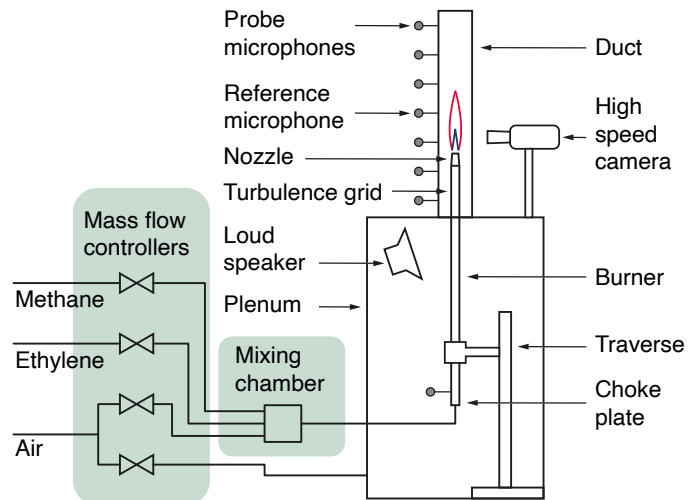 Probe
microphones
Duct
Reference
microphone
High
speed
camera
Nozzle
Turbulence grid
Mass flow
controllers
Loud
speaker
Burner
Methane
Plenum
Ethylene
Mixing
chamber
Traverse
Choke
plate
Air